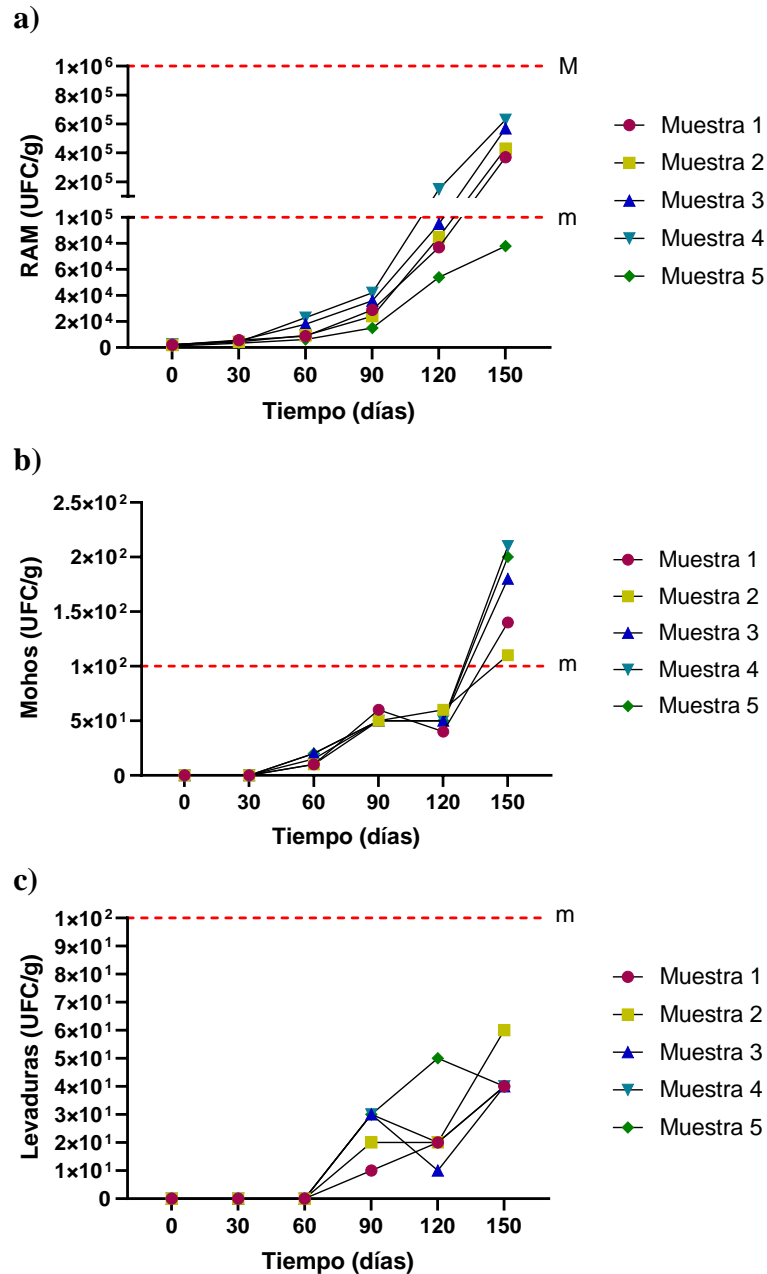 a)
1×10⁶
8×10⁵
6×10⁵
4×10⁵
2×10⁵
1×10⁵
8×10⁴
6×10⁴
4×10⁴
2×10⁴
0
RAM (UFC/g)
M
m
0 30 60 90 120 150
Tiempo (días)
Muestra 1
Muestra 2
Muestra 3
Muestra 4
Muestra 5
b)
2.5×10²
2×10²
1.5×10²
1×10²
5×10¹
0
Mohos (UFC/g)
m
0 30 60 90 120 150
Tiempo (días)
Muestra 1
Muestra 2
Muestra 3
Muestra 4
Muestra 5
c)
1×10²
9×10¹
8×10¹
7×10¹
6×10¹
5×10¹
4×10¹
3×10¹
2×10¹
1×10¹
0
Levaduras (UFC/g)
m
0 30 60 90 120 150
Tiempo (días)
Muestra 1
Muestra 2
Muestra 3
Muestra 4
Muestra 5